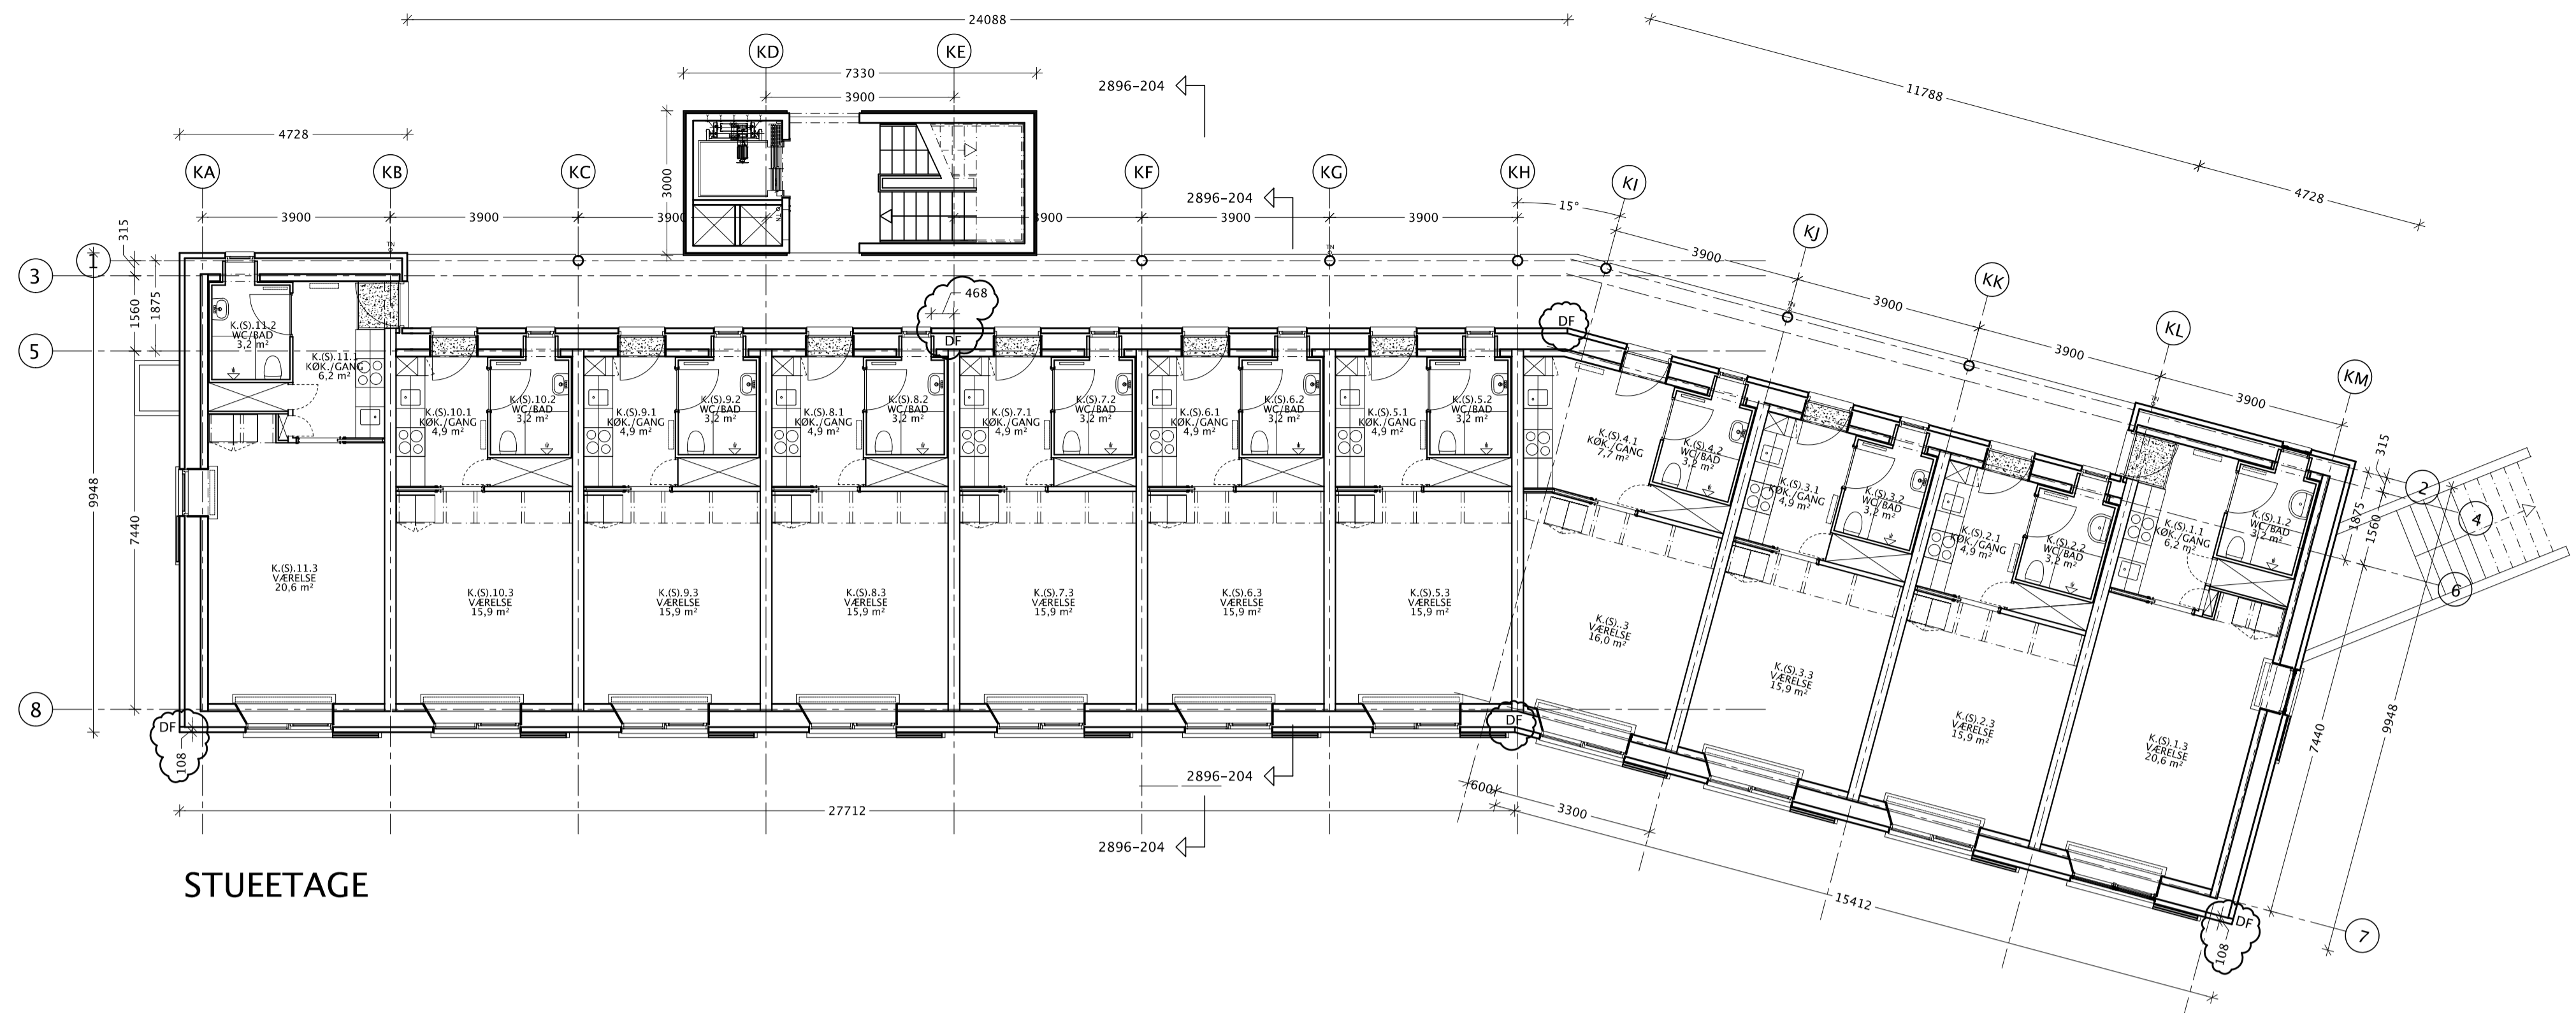 24088
11788
4728
KD
KE
7330
3900
2896-204
4728
3000
KA
KB
KC
KF
KG
KH
KI
KJ
KK
KL
KM
2896-204
15°
3900
3900
3900
3900
3900
3900
3900
3900
3900
3900
315
1560
1875
1
3
5
8
9948
7440
TN
TN
TN
TN
TN
468
DF
DF
K.(S).11.2
WC/BAD
3,2 m²
K.(S).11.1
KØK./GANG
6,2 m²
K.(S).10.1
KØK./GANG
4,9 m²
K.(S).10.2
WC/BAD
3,2 m²
K.(S).9.1
KØK./GANG
4,9 m²
K.(S).9.2
WC/BAD
3,2 m²
K.(S).8.1
KØK./GANG
4,9 m²
K.(S).8.2
WC/BAD
3,2 m²
K.(S).7.1
KØK./GANG
4,9 m²
K.(S).7.2
WC/BAD
3,2 m²
K.(S).6.1
KØK./GANG
4,9 m²
K.(S).6.2
WC/BAD
3,2 m²
K.(S).5.1
KØK./GANG
4,9 m²
K.(S).5.2
WC/BAD
3,2 m²
K.(S).4.1
KØK./GANG
7,7 m²
K.(S).4.2
WC/BAD
3,2 m²
K.(S).3.1
KØK./GANG
4,9 m²
K.(S).3.2
WC/BAD
3,2 m²
K.(S).2.1
KØK./GANG
4,9 m²
K.(S).2.2
WC/BAD
3,2 m²
K.(S).1.1
KØK./GANG
6,2 m²
K.(S).1.2
WC/BAD
3,2 m²
315
1875
1560
2
4
6
K.(S).11.3
VÆRELSE
20,6 m²
K.(S).10.3
VÆRELSE
15,9 m²
K.(S).9.3
VÆRELSE
15,9 m²
K.(S).8.3
VÆRELSE
15,9 m²
K.(S).7.3
VÆRELSE
15,9 m²
K.(S).6.3
VÆRELSE
15,9 m²
K.(S).5.3
VÆRELSE
15,9 m²
K.(S)..3
VÆRELSE
16,0 m²
K.(S).3.3
VÆRELSE
15,9 m²
K.(S).2.3
VÆRELSE
15,9 m²
K.(S).1.3
VÆRELSE
20,6 m²
7440
9948
DF
108
DF
2896-204
600
3300
27712
2896-204
15412
DF
108
7
STUEETAGE